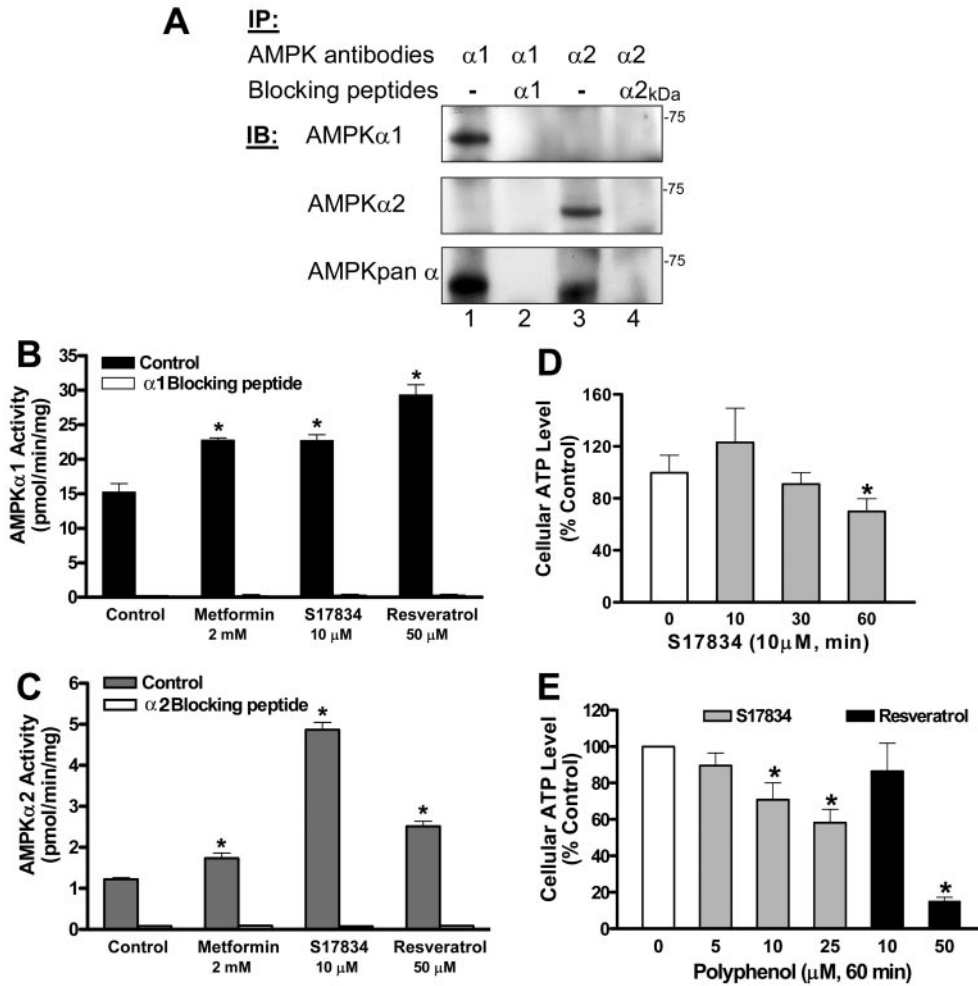 A
IP:
AMPK antibodies α1 α1 α2 α2
Blocking peptides - α1 - α2 kDa
IB: AMPKα1 -75
AMPKα2 -75
AMPKpan α -75
1 2 3 4
B
Control
α1Blocking peptide
AMPKα1 Activity
(pmol/min/mg)
35
30
25
20
15
10
5
0
* * *
Control Metformin S17834 Resveratrol
2 mM 10 μM 50 μM
C
Control
α2Blocking peptide
AMPKα2 Activity
(pmol/min/mg)
6
5
4
3
2
1
0
* * *
Control Metformin S17834 Resveratrol
2 mM 10 μM 50 μM
D
Cellular ATP Level
(% Control)
160
120
80
40
0
*
0 10 30 60
S17834 (10μM, min)
E
S17834 Resveratrol
Cellular ATP Level
(% Control)
120
100
80
60
40
20
0
* * *
0 5 10 25 10 50
Polyphenol (μM, 60 min)